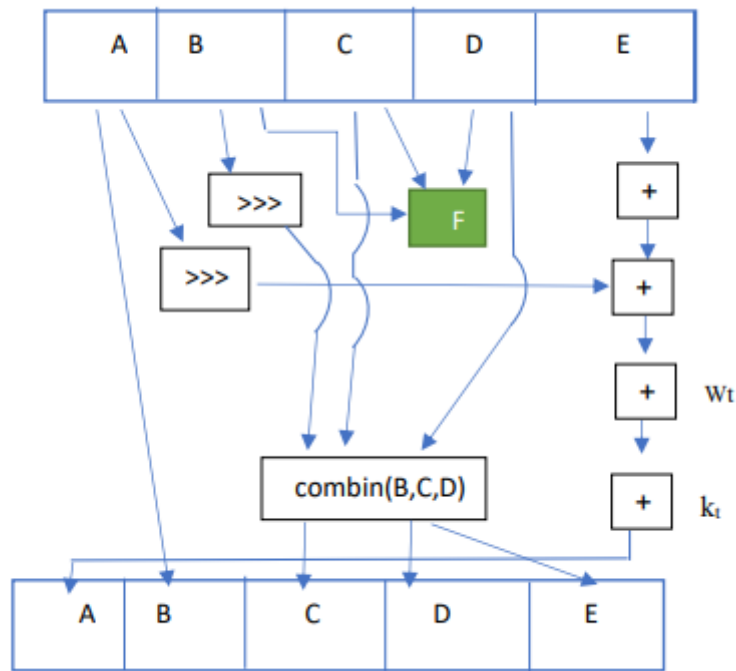 A B C D E
+
>>> F
>>> +
+ Wt
combin(B,C,D) + kt
A B C D E